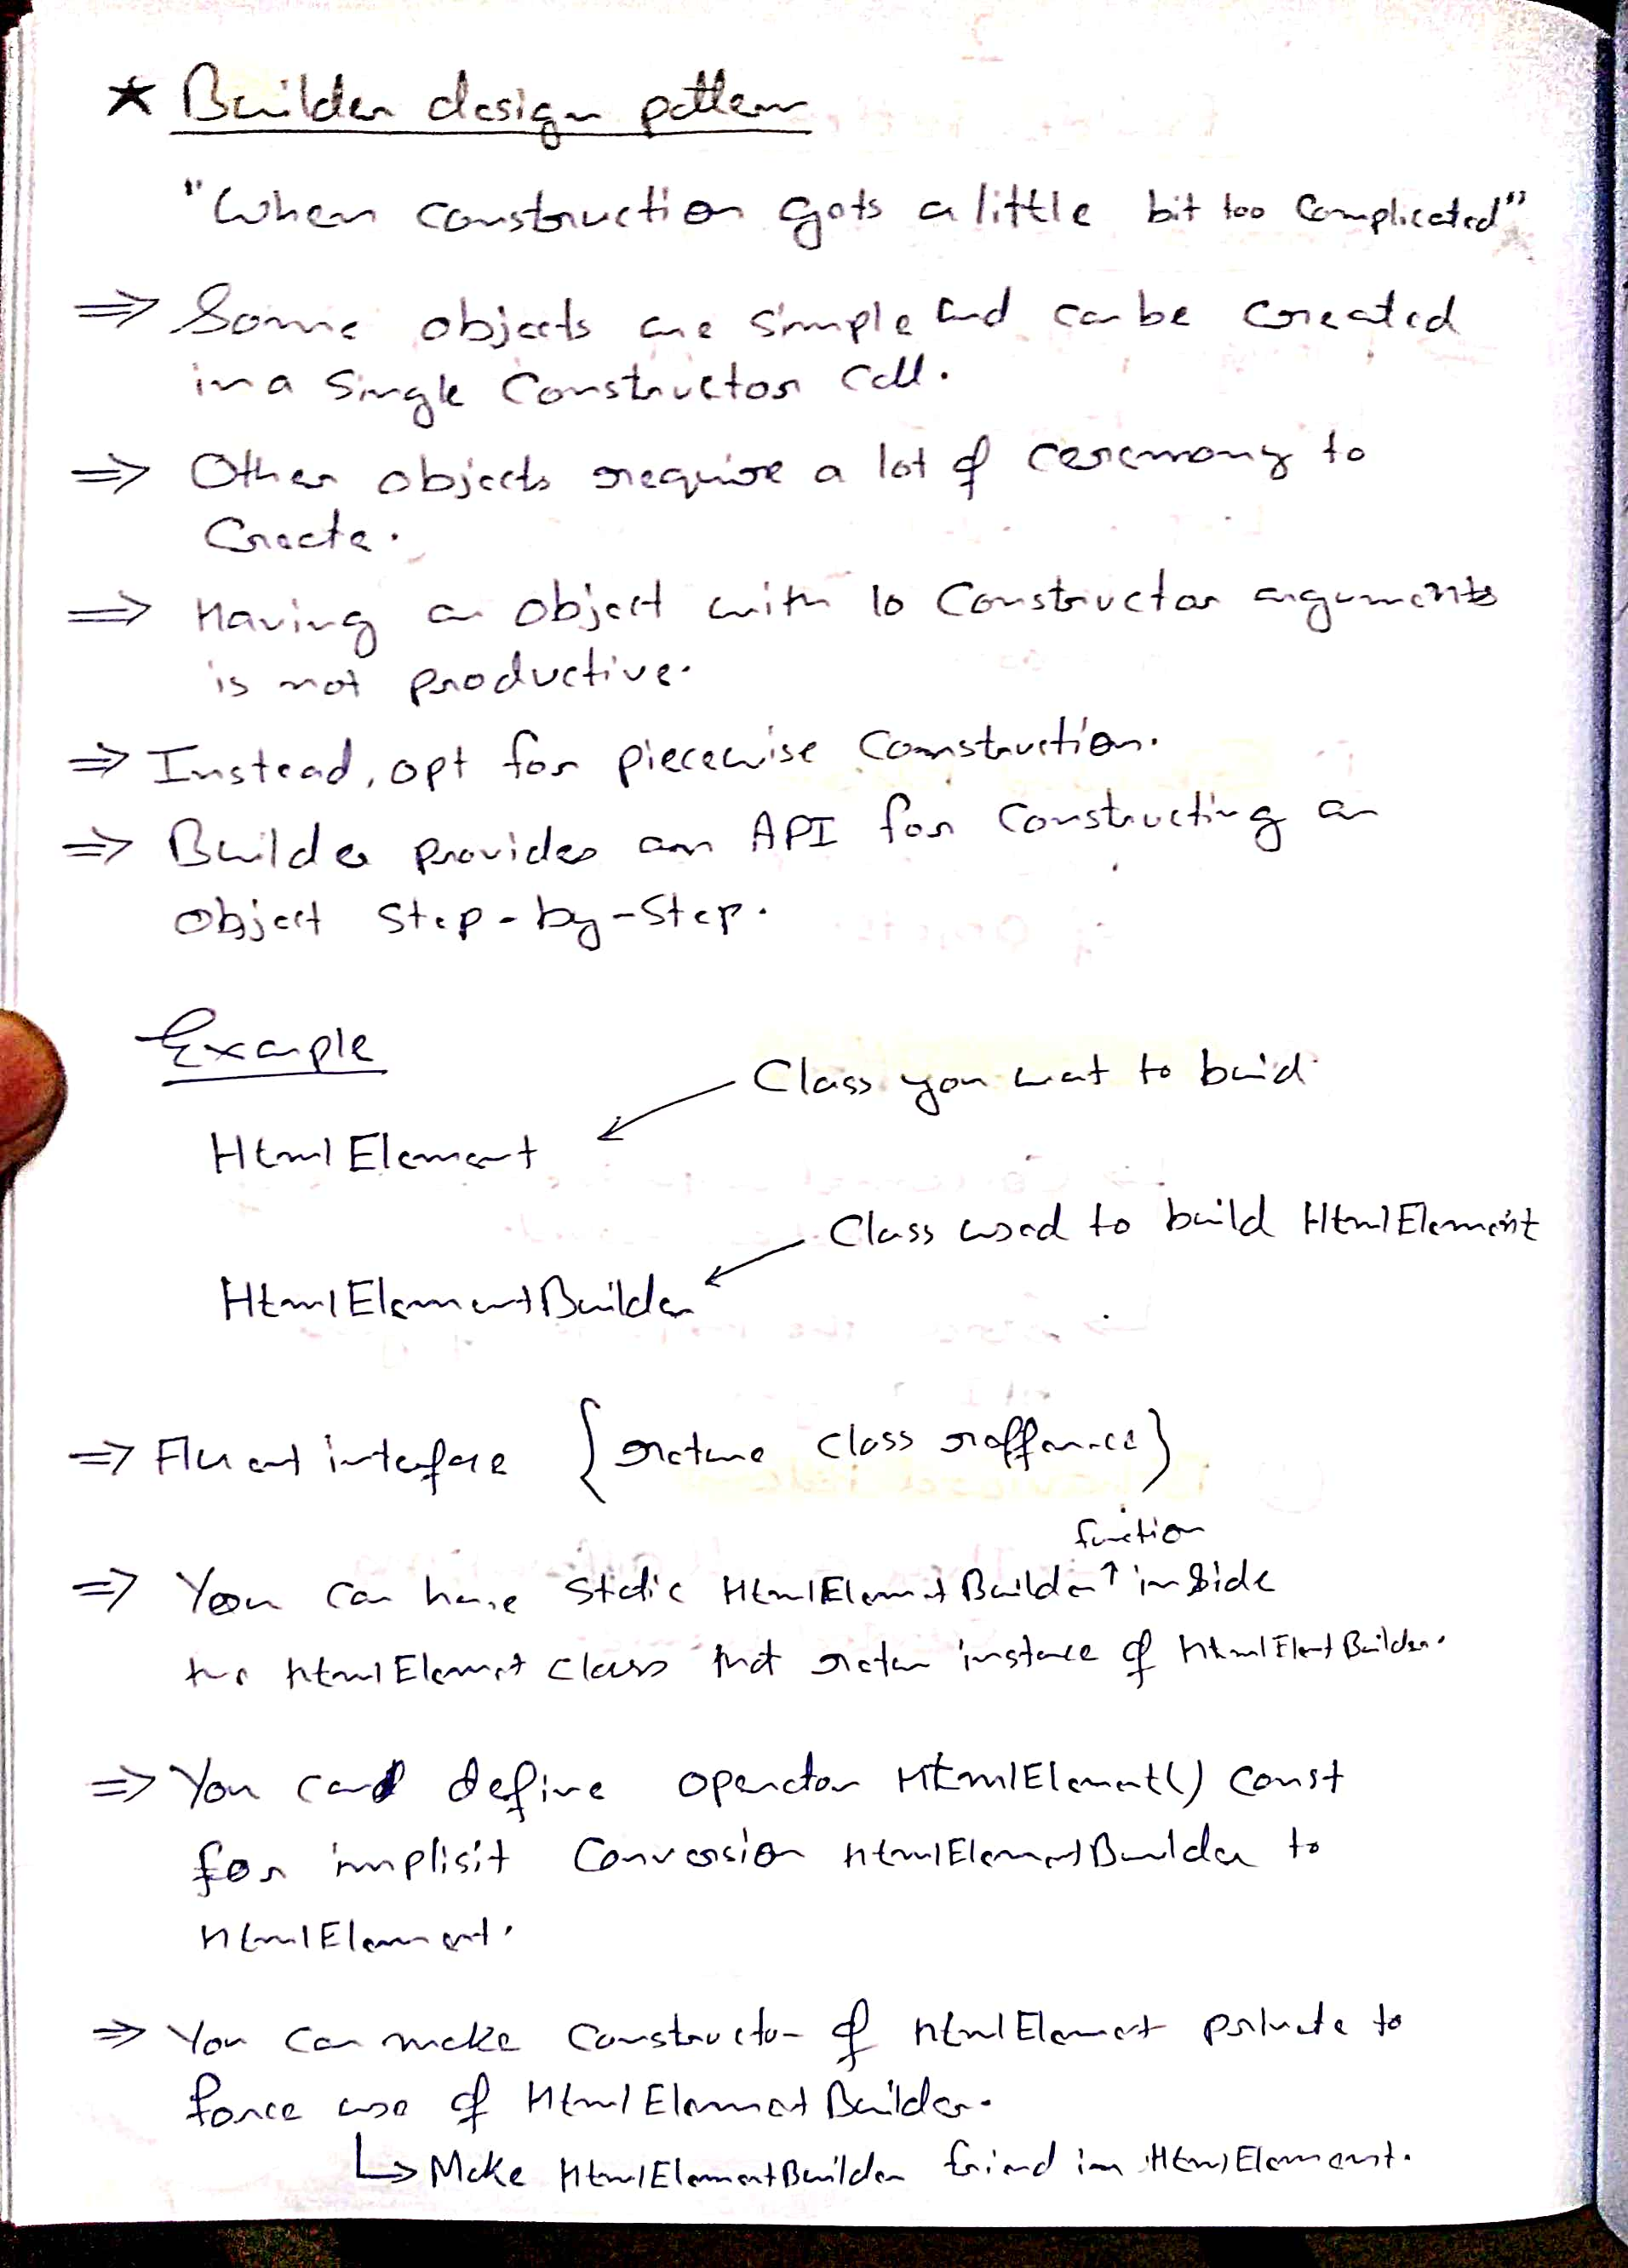 ★ Builder design pattern
"When construction gets a little bit too Complicated"
⇒ Some objects are simple and can be created
in a single Constructor call.
⇒ Other objects require a lot of ceremony to
Create.
⇒ Having an object with 10 Constructor arguments
is not productive.
⇒ Instead, opt for piecewise Construction.
⇒ Builder provides an API for Constructing an
object step-by-step.
Example
Class you want to build
HtmlElement
Class used to build HtmlElement
HtmlElementBuilder
⇒ Fluent interface {return class refference}
function
⇒ You can have static HtmlElementBuilder↑ inside
the HtmlElement class that return instance of HtmlElementBuilder.
⇒ You can define operator HtmlElement() const
for implisit Conversion HtmlElementBuilder to
HtmlElement.
⇒ You can make Constructor of HtmlElement private to
force use of HtmlElementBuilder.
↳ Make HtmlElementBuilder friend in HtmlElement.